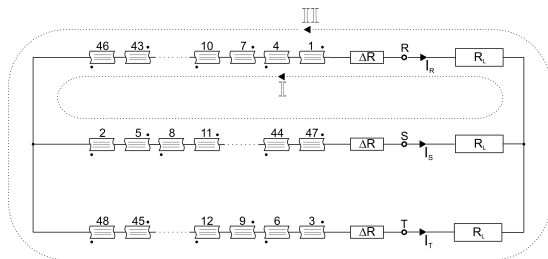 II
46 43 10 7 4 1 ΔR R I_R R_L
I
2 5 8 11 44 47 ΔR S I_S R_L
48 45 12 9 6 3 ΔR T I_T R_L